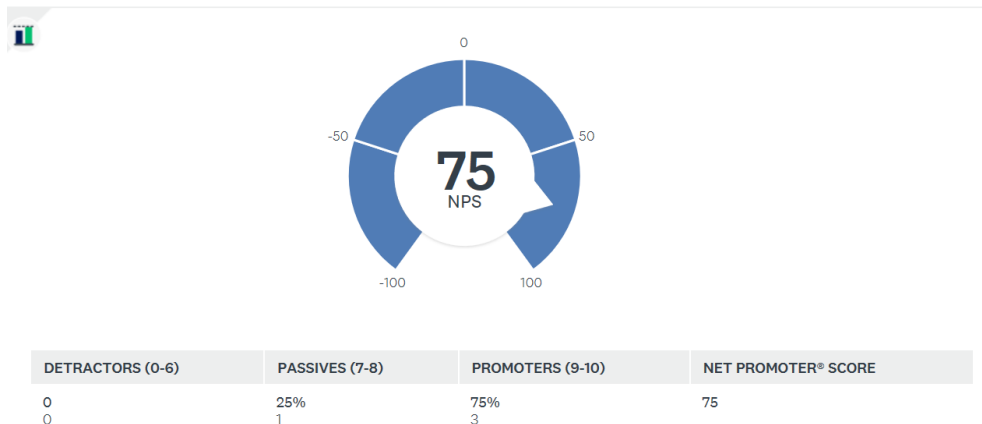 0
-50
50
75
NPS
-100
100
DETRACTORS (0-6) PASSIVES (7-8) PROMOTERS (9-10) NET PROMOTER® SCORE
0 25% 75% 75
0 1 3